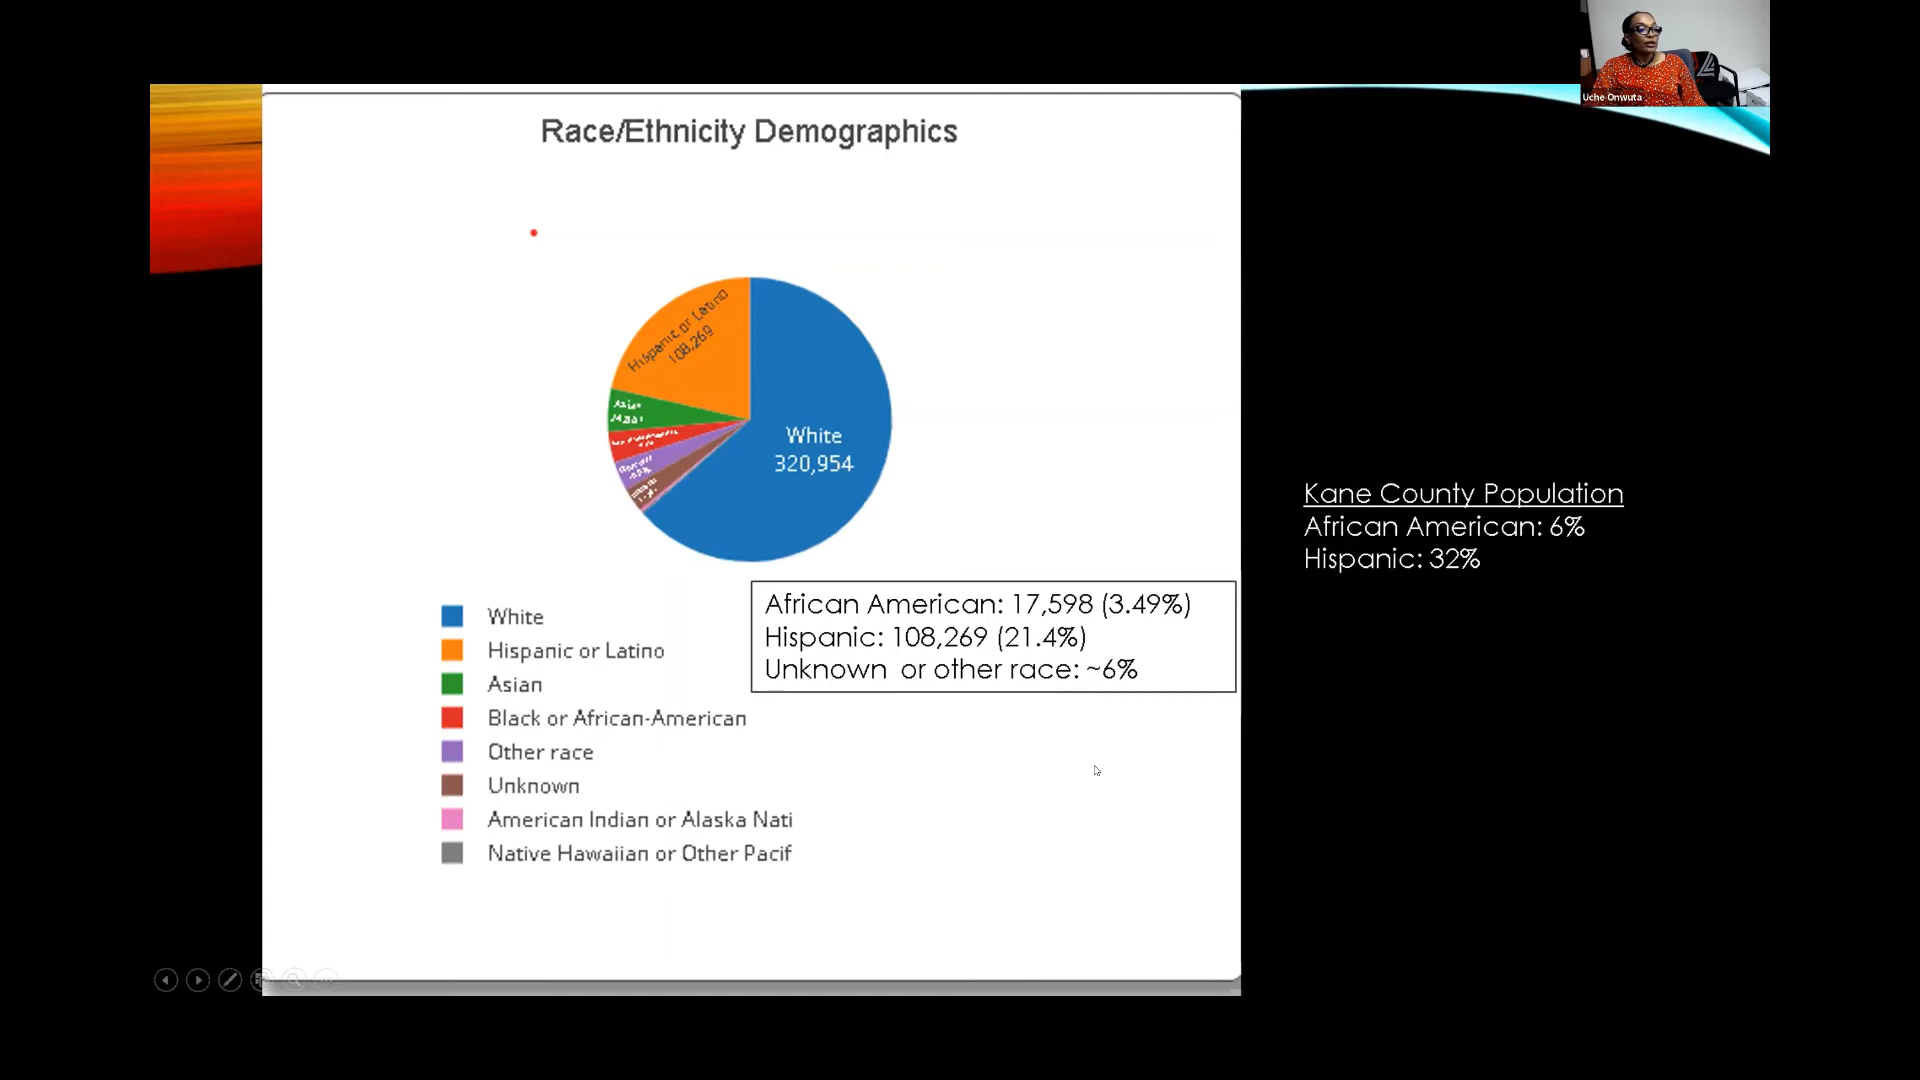 Uche Onwuta
Race/Ethnicity Demographics
Hispanic or Latino
108,269
Asian
White
320,954
Kane County Population
African American: 6%
Hispanic: 32%
African American: 17,598 (3.49%)
Hispanic: 108,269 (21.4%)
Unknown or other race: ~6%
White
Hispanic or Latino
Asian
Black or African-American
Other race
Unknown
American Indian or Alaska Nati
Native Hawaiian or Other Pacif